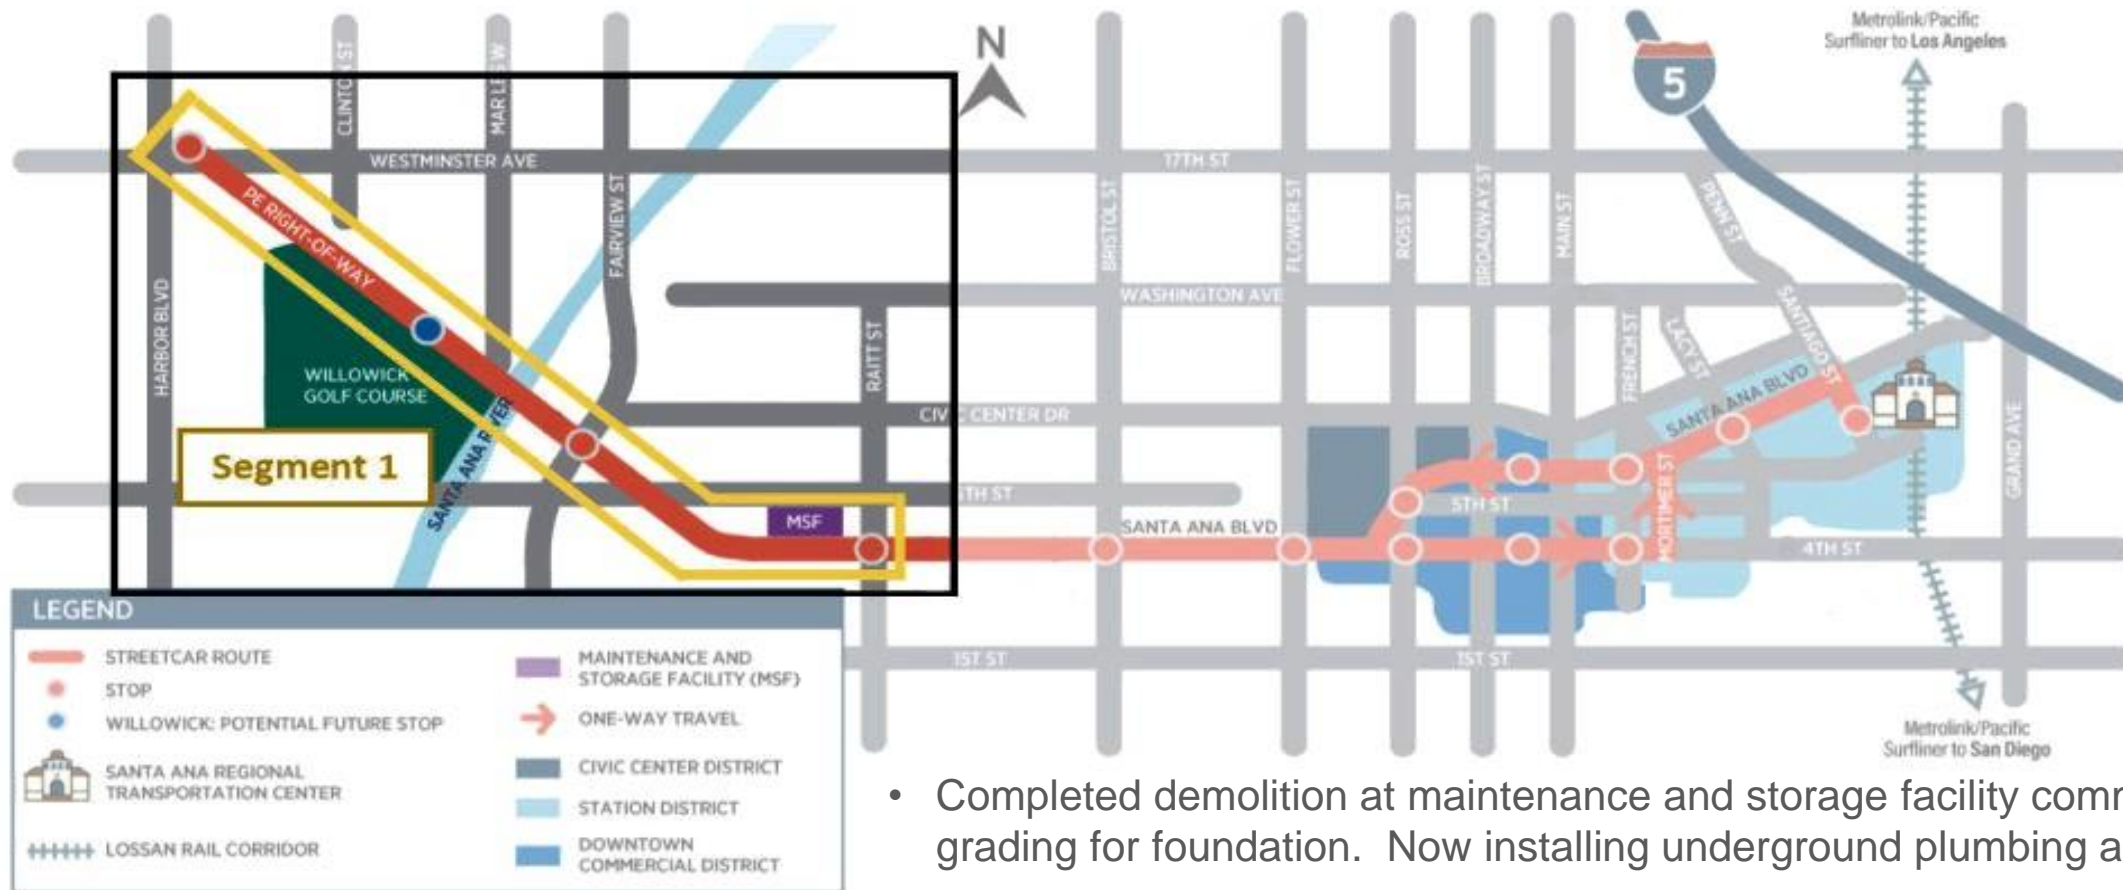 Metrolink/Pacific
Surfliner to Los Angeles
N
5
CLINTON ST
FAIRVIEW ST
HARBOR BLVD
WESTMINSTER AVE
17TH ST
PE RIGHT-OF-WAY
BRISTOL ST
FLOWER ST
ROSS ST
BROADWAY ST
MAIN ST
PENN ST
WASHINGTON AVE
SANTIAGO ST
RAITT ST
FRENCH ST
LACY ST
WILLOWICK
GOLF COURSE
CIVIC CENTER DR
SANTA ANA BLVD
GRAND AVE
Segment 1
SANTA ANA RIVER
5TH ST
MORTIMER ST
MSF
SANTA ANA BLVD
4TH ST
1ST ST
1ST ST
Metrolink/Pacific
Surfliner to San Diego
LEGEND
STREETCAR ROUTE
STOP
WILLOWICK: POTENTIAL FUTURE STOP
SANTA ANA REGIONAL
TRANSPORTATION CENTER
LOSSAN RAIL CORRIDOR
MAINTENANCE AND
STORAGE FACILITY (MSF)
ONE-WAY TRAVEL
CIVIC CENTER DISTRICT
STATION DISTRICT
DOWNTOWN
COMMERCIAL DISTRICT
• Completed demolition at maintenance and storage facility comm
grading for foundation. Now installing underground plumbing a